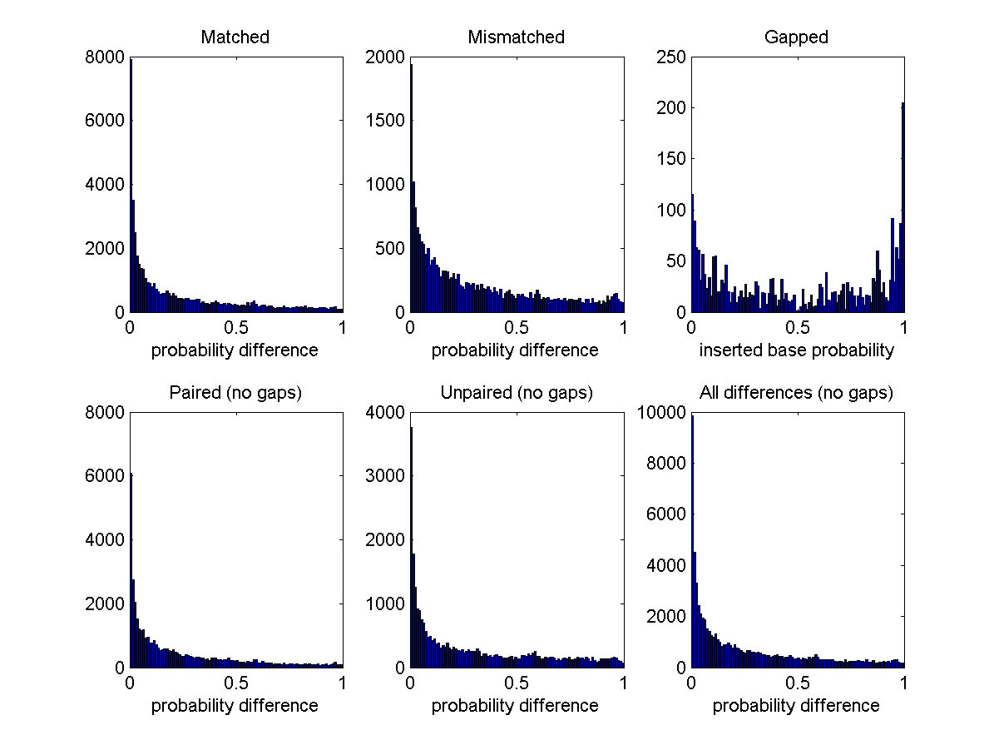 Matched
8000
6000
4000
2000
0
0 0.5 1
probability difference
Mismatched
2000
1500
1000
500
0
0 0.5 1
probability difference
Gapped
250
200
150
100
50
0
0 0.5 1
inserted base probability
Paired (no gaps)
8000
6000
4000
2000
0
0 0.5 1
probability difference
Unpaired (no gaps)
4000
3000
2000
1000
0
0 0.5 1
probability difference
All differences (no gaps)
10000
8000
6000
4000
2000
0
0 0.5 1
probability difference